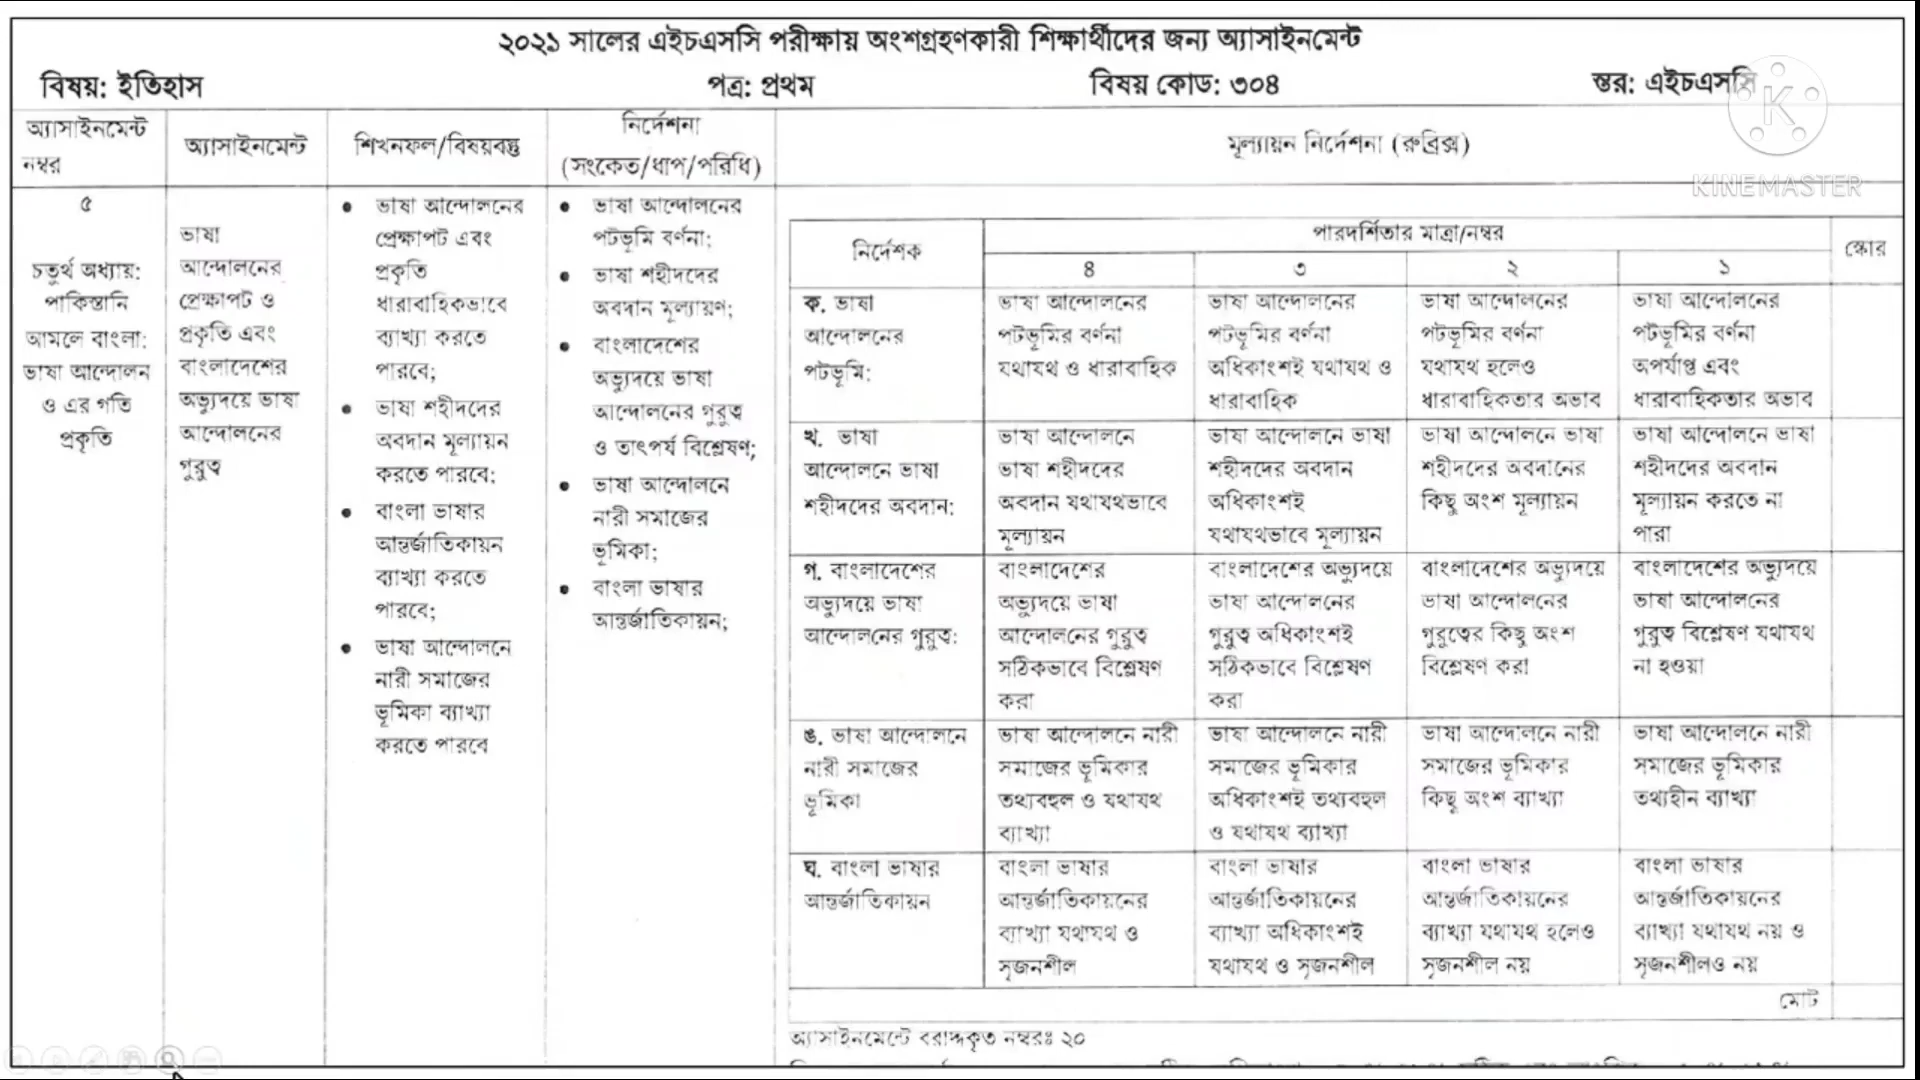 ২০২১ সালের এইচএসসি পরীক্ষায় অংশগ্রহণকারী শিক্ষার্থীদের জন্য অ্যাসাইনমেন্ট
বিষয়: ইতিহাস পত্র: প্রথম বিষয় কোড: ৩০৪ স্তর: এইচএসসি
অ্যাসাইনমেন্ট
নম্বর
অ্যাসাইনমেন্ট
শিখনফল/বিষয়বস্তু
নির্দেশনা
(সংকেত/ধাপ/পরিধি)
মূল্যায়ন নির্দেশনা (রুব্রিক্স)
KINEMASTER
৫
চতুর্থ অধ্যায়:
পাকিস্তানি
আমলে বাংলা:
ভাষা আন্দোলন
ও এর গতি
প্রকৃতি
ভাষা
আন্দোলনের
প্রেক্ষাপট ও
প্রকৃতি এবং
বাংলাদেশের
অভ্যুদয়ে ভাষা
আন্দোলনের
গুরুত্ব
• ভাষা আন্দোলনের
প্রেক্ষাপট এবং
প্রকৃতি
ধারাবাহিকভাবে
ব্যাখ্যা করতে
পারবে;
• ভাষা শহীদদের
অবদান মূল্যায়ন
করতে পারবে;
• বাংলা ভাষার
আন্তর্জাতিকায়ন
ব্যাখ্যা করতে
পারবে;
• ভাষা আন্দোলনে
নারী সমাজের
ভূমিকা ব্যাখ্যা
করতে পারবে
• ভাষা আন্দোলনের
পটভূমি বর্ণনা;
• ভাষা শহীদদের
অবদান মূল্যায়ণ;
• বাংলাদেশের
অভ্যুদয়ে ভাষা
আন্দোলনের গুরুত্ব
ও তাৎপর্য বিশ্লেষণ;
• ভাষা আন্দোলনে
নারী সমাজের
ভূমিকা;
• বাংলা ভাষার
আন্তর্জাতিকায়ন;
নির্দেশক
পারদর্শিতার মাত্রা/নম্বর
স্কোর
৪ ৩ ২ ১
ক. ভাষা
আন্দোলনের
পটভূমি:
ভাষা আন্দোলনের
পটভূমির বর্ণনা
যথাযথ ও ধারাবাহিক
ভাষা আন্দোলনের
পটভূমির বর্ণনা
অধিকাংশই যথাযথ ও
ধারাবাহিক
ভাষা আন্দোলনের
পটভূমির বর্ণনা
যথাযথ হলেও
ধারাবাহিকতার অভাব
ভাষা আন্দোলনের
পটভূমির বর্ণনা
অপর্যাপ্ত এবং
ধারাবাহিকতার অভাব
খ. ভাষা
আন্দোলনে ভাষা
শহীদদের অবদান:
ভাষা আন্দোলনে
ভাষা শহীদদের
অবদান যথাযথভাবে
মূল্যায়ন
ভাষা আন্দোলনে ভাষা
শহীদদের অবদান
অধিকাংশই
যথাযথভাবে মূল্যায়ন
ভাষা আন্দোলনে ভাষা
শহীদদের অবদানের
কিছু অংশ মূল্যায়ন
ভাষা আন্দোলনে ভাষা
শহীদদের অবদান
মূল্যায়ন করতে না
পারা
গ. বাংলাদেশের
অভ্যুদয়ে ভাষা
আন্দোলনের গুরুত্ব:
বাংলাদেশের
অভ্যুদয়ে ভাষা
আন্দোলনের গুরুত্ব
সঠিকভাবে বিশ্লেষণ
করা
বাংলাদেশের অভ্যুদয়ে
ভাষা আন্দোলনের
গুরুত্ব অধিকাংশই
সঠিকভাবে বিশ্লেষণ
করা
বাংলাদেশের অভ্যুদয়ে
ভাষা আন্দোলনের
গুরুত্বের কিছু অংশ
বিশ্লেষণ করা
বাংলাদেশের অভ্যুদয়ে
ভাষা আন্দোলনের
গুরুত্ব বিশ্লেষণ যথাযথ
না হওয়া
ঙ. ভাষা আন্দোলনে
নারী সমাজের
ভূমিকা
ভাষা আন্দোলনে নারী
সমাজের ভূমিকার
তথ্যবহুল ও যথাযথ
ব্যাখ্যা
ভাষা আন্দোলনে নারী
সমাজের ভূমিকার
অধিকাংশই তথ্যবহুল
ও যথাযথ ব্যাখ্যা
ভাষা আন্দোলনে নারী
সমাজের ভূমিকার
কিছু অংশ ব্যাখ্যা
ভাষা আন্দোলনে নারী
সমাজের ভূমিকার
তথ্যহীন ব্যাখ্যা
ঘ. বাংলা ভাষার
আন্তর্জাতিকায়ন
বাংলা ভাষার
আন্তর্জাতিকায়নের
ব্যাখ্যা যথাযথ ও
সৃজনশীল
বাংলা ভাষার
আন্তর্জাতিকায়নের
ব্যাখ্যা অধিকাংশই
যথাযথ ও সৃজনশীল
বাংলা ভাষার
আন্তর্জাতিকায়নের
ব্যাখ্যা যথাযথ হলেও
সৃজনশীল নয়
বাংলা ভাষার
আন্তর্জাতিকায়নের
ব্যাখ্যা যথাযথ নয় ও
সৃজনশীলও নয়
মোট
অ্যাসাইনমেন্টে বরাদ্দকৃত নম্বরঃ ২০